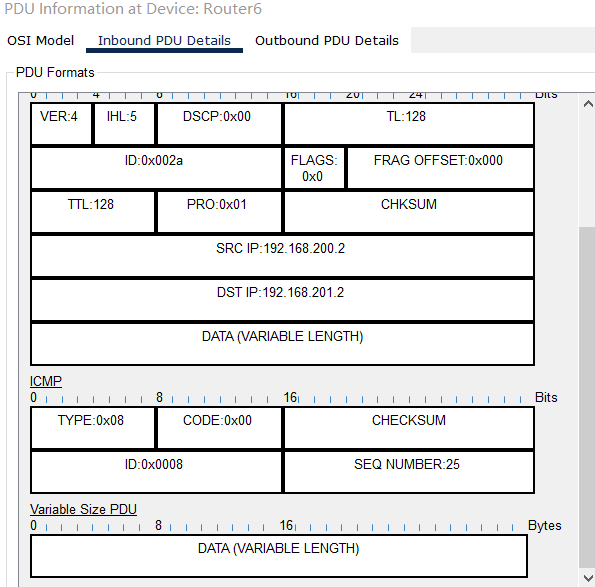 PDU Information at Device: Router6
OSI Model Inbound PDU Details Outbound PDU Details
PDU Formats
0 4 8 16 20 24 Bits
VER:4 IHL:5 DSCP:0x00 TL:128
ID:0x002a FLAGS: 0x0 FRAG OFFSET:0x000
TTL:128 PRO:0x01 CHKSUM
SRC IP:192.168.200.2
DST IP:192.168.201.2
DATA (VARIABLE LENGTH)
ICMP
0 8 16 Bits
TYPE:0x08 CODE:0x00 CHECKSUM
ID:0x0008 SEQ NUMBER:25
Variable Size PDU
0 8 16 Bytes
DATA (VARIABLE LENGTH)